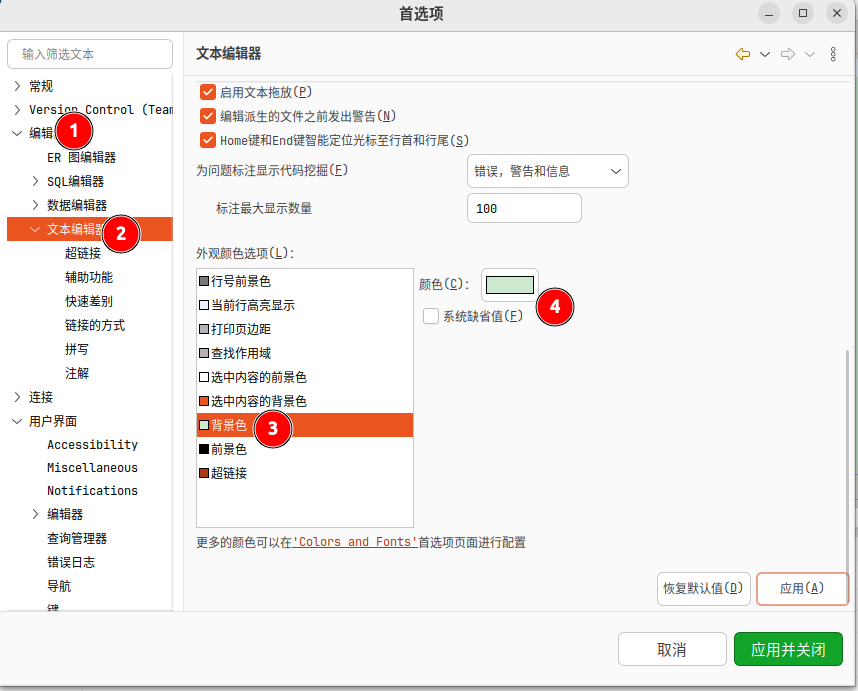 首选项
输入筛选文本
常规
Version Control (Team
编辑
1
ER 图编辑器
SQL编辑器
数据编辑器
文本编辑器
2
超链接
辅助功能
快速差别
链接的方式
拼写
注解
连接
用户界面
Accessibility
Miscellaneous
Notifications
编辑器
查询管理器
错误日志
导航
文本编辑器
启用文本拖放(P)
编辑派生的文件之前发出警告(N)
Home键和End键智能定位光标至行首和行尾(S)
为问题标注显示代码挖掘(F)
错误，警告和信息
标注最大显示数量
100
外观颜色选项(L)：
行号前景色
当前行高亮显示
打印页边距
查找作用域
选中内容的前景色
选中内容的背景色
背景色
3
前景色
超链接
颜色(C)：
4
系统缺省值(F)
更多的颜色可以在'Colors and Fonts'首选项页面进行配置
恢复默认值(D)
应用(A)
取消
应用并关闭